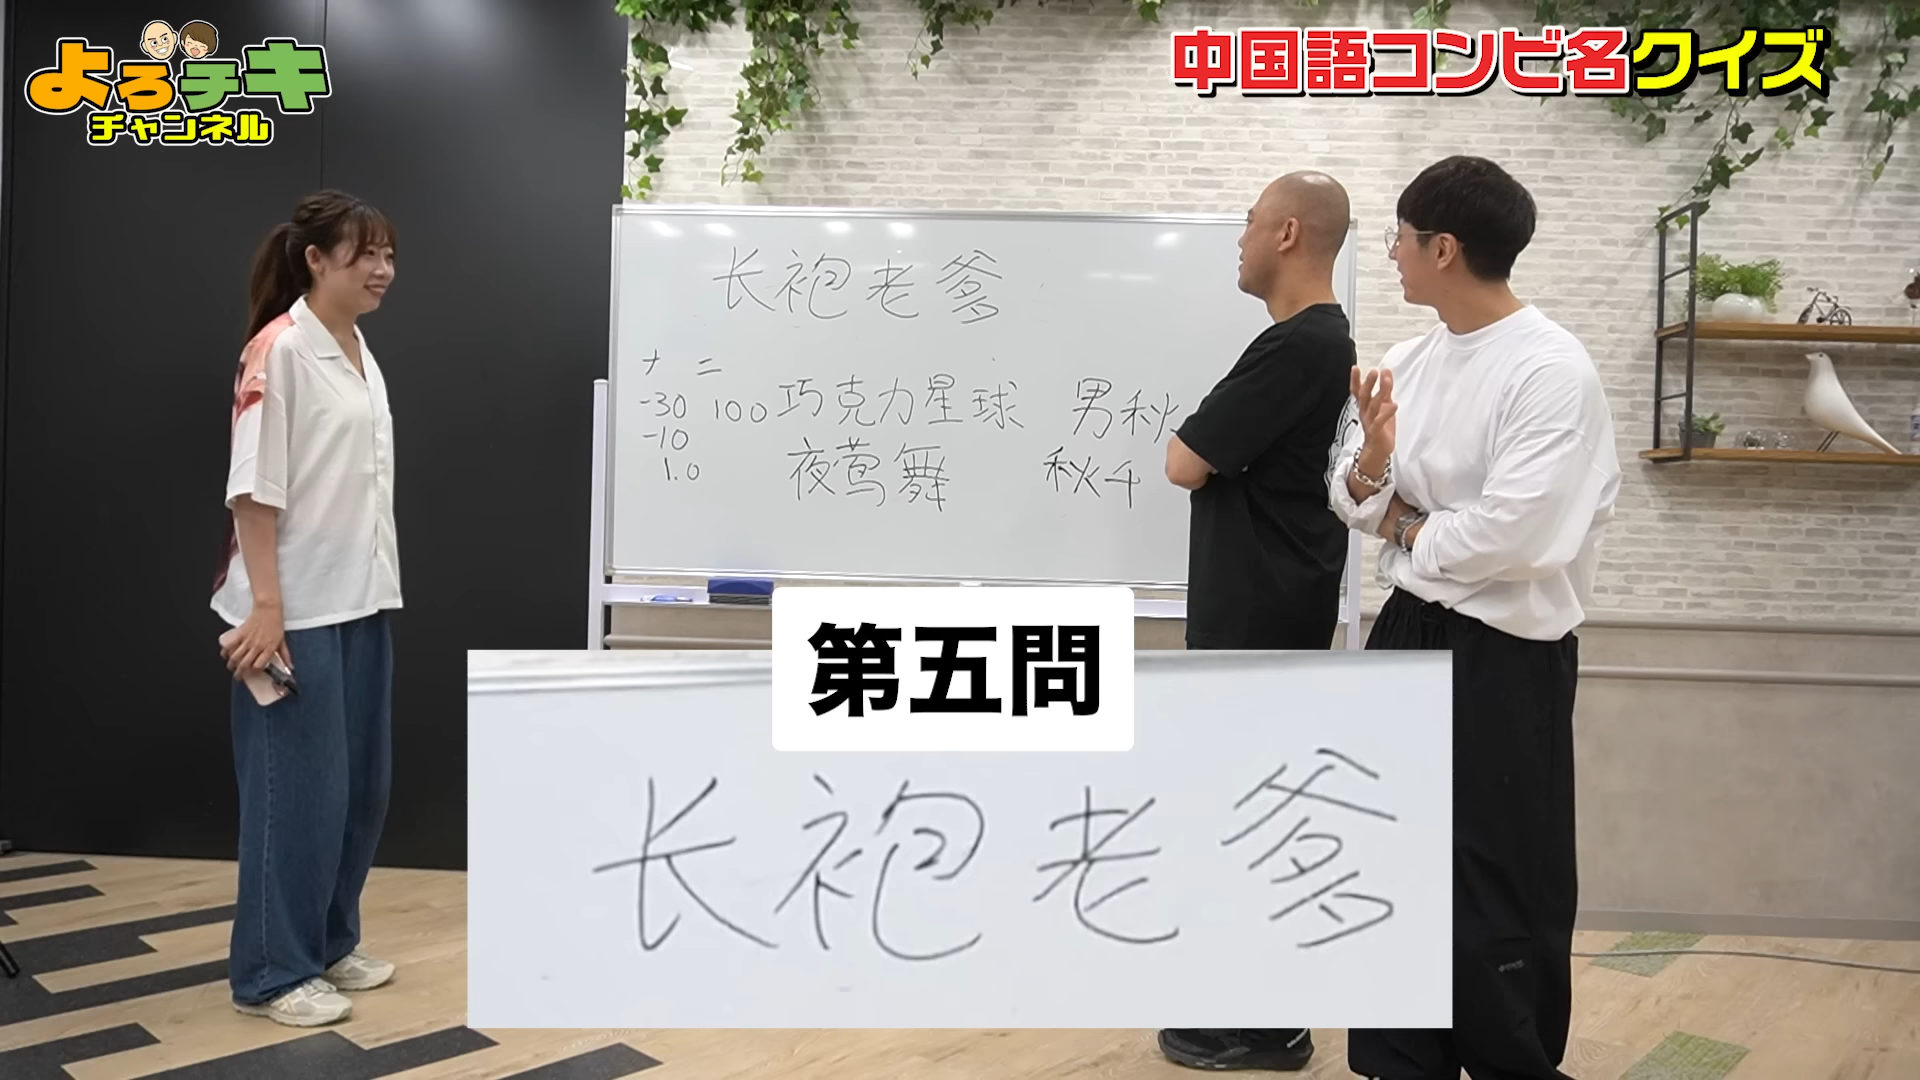 よろチキ
チャンネル
中国語コンビ名クイズ
长袍老爹
十 二
-30 100 巧克力星球 男秋
-10
1.0 夜莺舞 秋千
第五問
长袍老爹